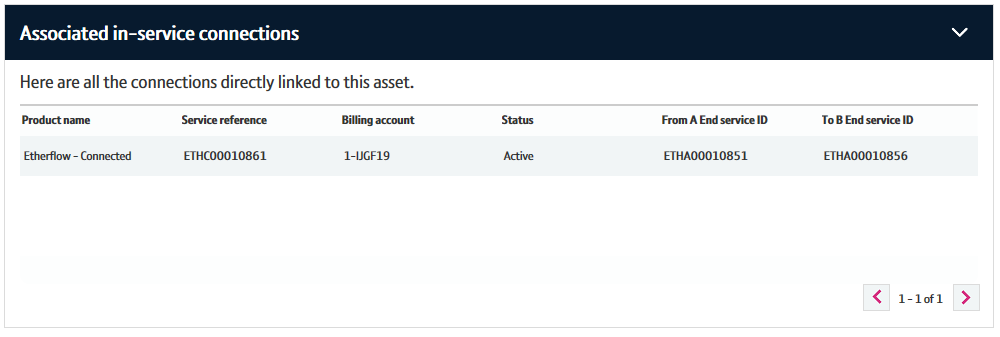 Associated in-service connections
Here are all the connections directly linked to this asset.
Product name Service reference Billing account Status From A End service ID To B End service ID
Etherflow - Connected ETHC00010861 1-IJGF19 Active ETHA00010851 ETHA00010856
1 - 1 of 1